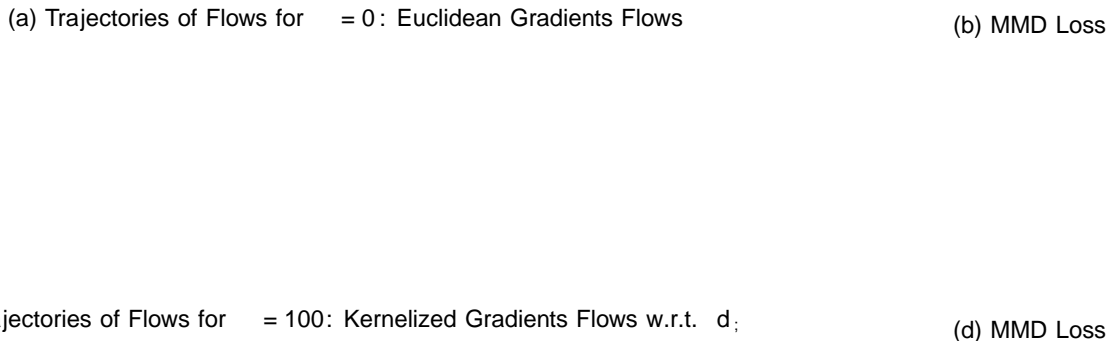 (a) Trajectories of Flows for = 0: Euclidean Gradients Flows
(b) MMD Loss
jectories of Flows for = 100: Kernelized Gradients Flows w.r.t. d;
(d) MMD Loss